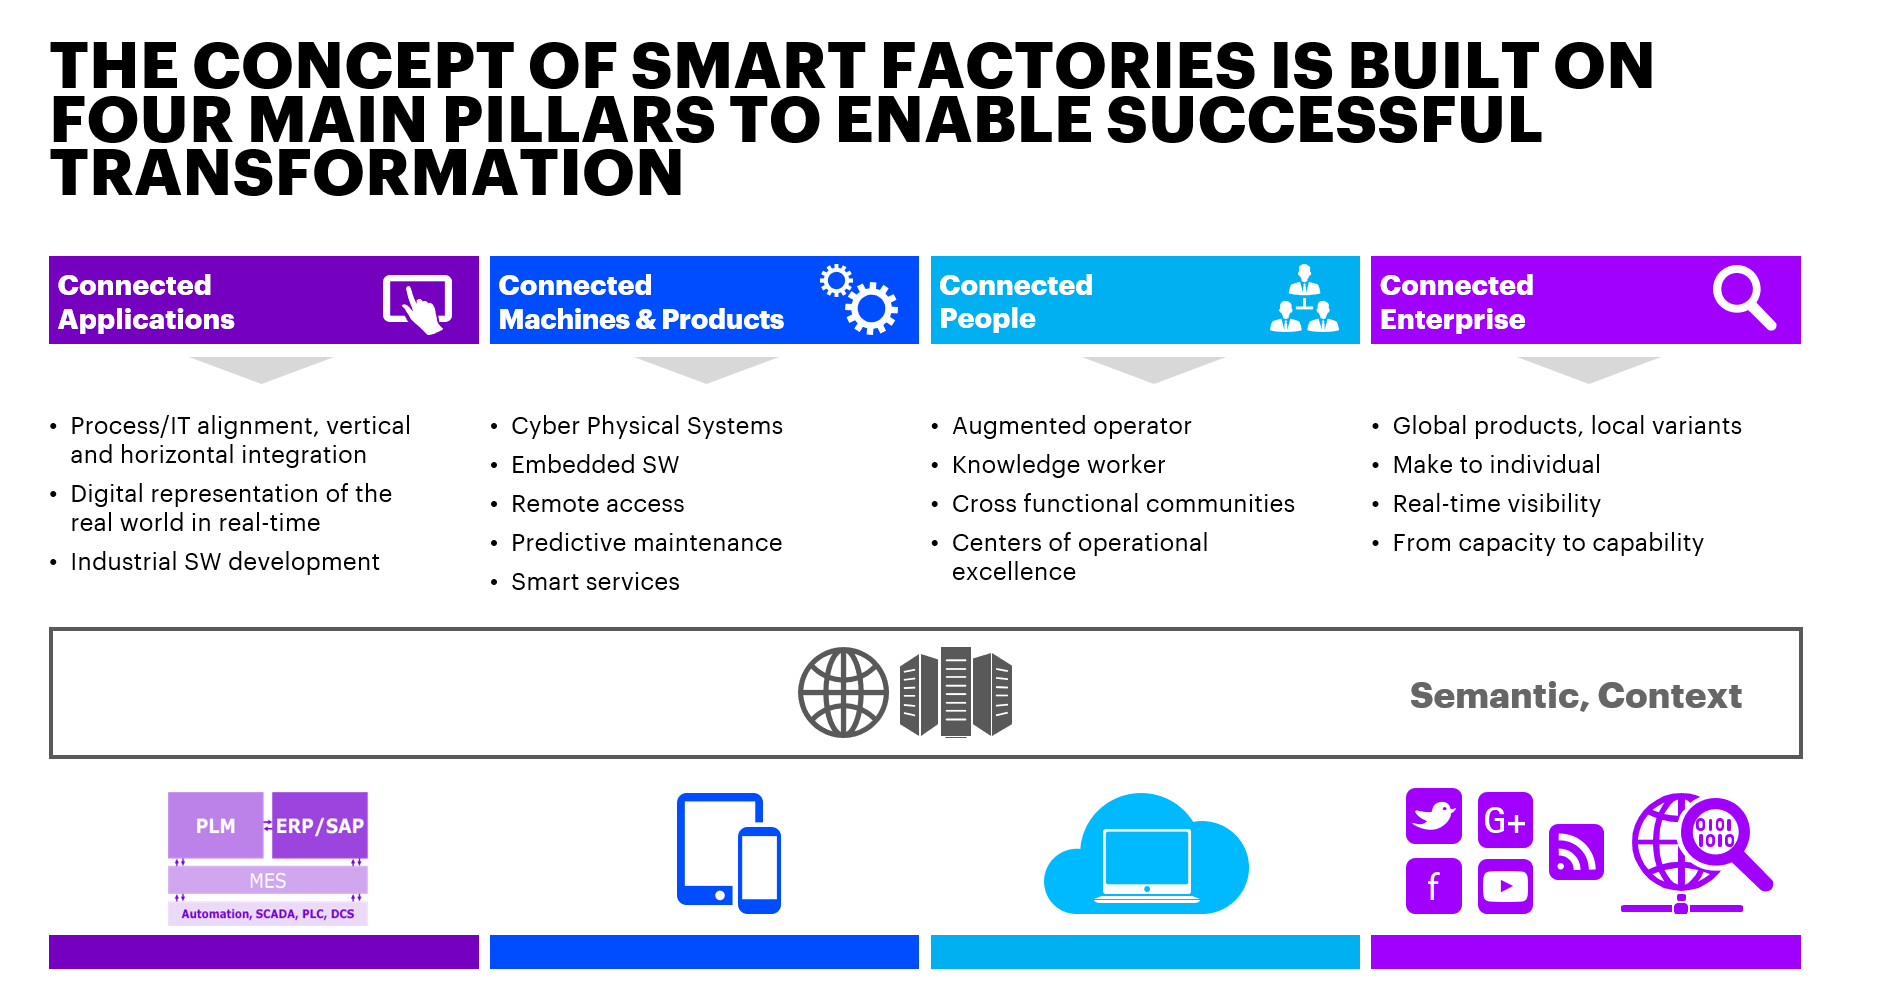 THE CONCEPT OF SMART FACTORIES IS BUILT ON
FOUR MAIN PILLARS TO ENABLE SUCCESSFUL
TRANSFORMATION
Connected
Applications
• Process/IT alignment, vertical
and horizontal integration
• Digital representation of the
real world in real-time
• Industrial SW development
Connected
Machines & Products
• Cyber Physical Systems
• Embedded SW
• Remote access
• Predictive maintenance
• Smart services
Connected
People
• Augmented operator
• Knowledge worker
• Cross functional communities
• Centers of operational
excellence
Connected
Enterprise
• Global products, local variants
• Make to individual
• Real-time visibility
• From capacity to capability
Semantic, Context
PLM
ERP/SAP
MES
Automation, SCADA, PLC, DCS
G+
f
0101
1010